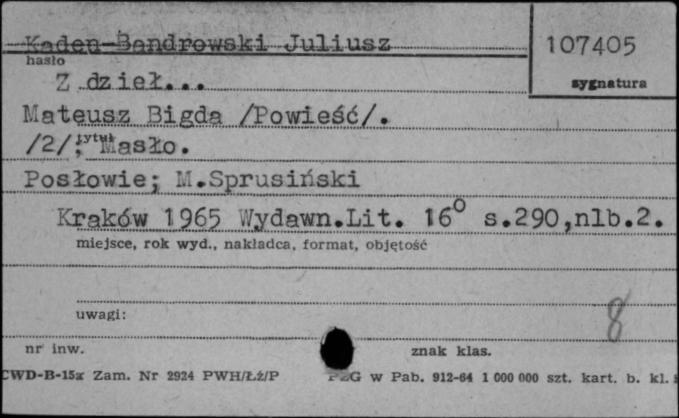 Kaden-Bandrowski Juliusz
107405
hasło
sygnatura
Z dzieł...
Mateusz Bigda /Powieść/.
tytuł
/2/; Masło.
Posłowie; M.Sprusiński
Kraków 1965 Wydawn.Lit. 16° s.290,nlb.2.
miejsce, rok wyd., nakładca, format, objętość
uwagi:
8
nr inw.
znak klas.
CWD-B-15x Zam. Nr 2924 PWH/Łż/P
PZG w Pab. 912-64 1 000 000 szt. kart. b. kl.